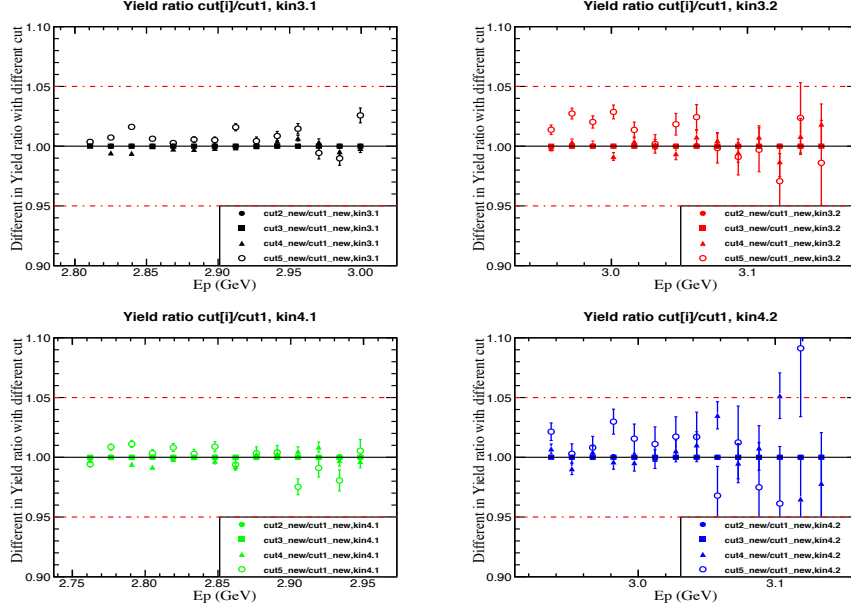 Yield ratio cut[i]/cut1, kin3.1
Different in Yield ratio with different cut
1.10
1.05
1.00
0.95
0.90
cut2_new/cut1_new,kin3.1
cut3_new/cut1_new,kin3.1
cut4_new/cut1_new,kin3.1
cut5_new/cut1_new,kin3.1
2.80 2.85 2.90 2.95 3.00
Ep (GeV)
Yield ratio cut[i]/cut1, kin3.2
Different in Yield ratio with different cut
1.10
1.05
1.00
0.95
0.90
cut2_new/cut1_new,kin3.2
cut3_new/cut1_new,kin3.2
cut4_new/cut1_new,kin3.2
cut5_new/cut1_new,kin3.2
3.0 3.1
Ep (GeV)
Yield ratio cut[i]/cut1, kin4.1
Different in Yield ratio with different cut
1.10
1.05
1.00
0.95
0.90
cut2_new/cut1_new,kin4.1
cut3_new/cut1_new,kin4.1
cut4_new/cut1_new,kin4.1
cut5_new/cut1_new,kin4.1
2.75 2.80 2.85 2.90 2.95
Ep (GeV)
Yield ratio cut[i]/cut1, kin4.2
Different in Yield ratio with different cut
1.10
1.05
1.00
0.95
0.90
cut2_new/cut1_new,kin4.2
cut3_new/cut1_new,kin4.2
cut4_new/cut1_new,kin4.2
cut5_new/cut1_new,kin4.2
3.0 3.1
Ep (GeV)